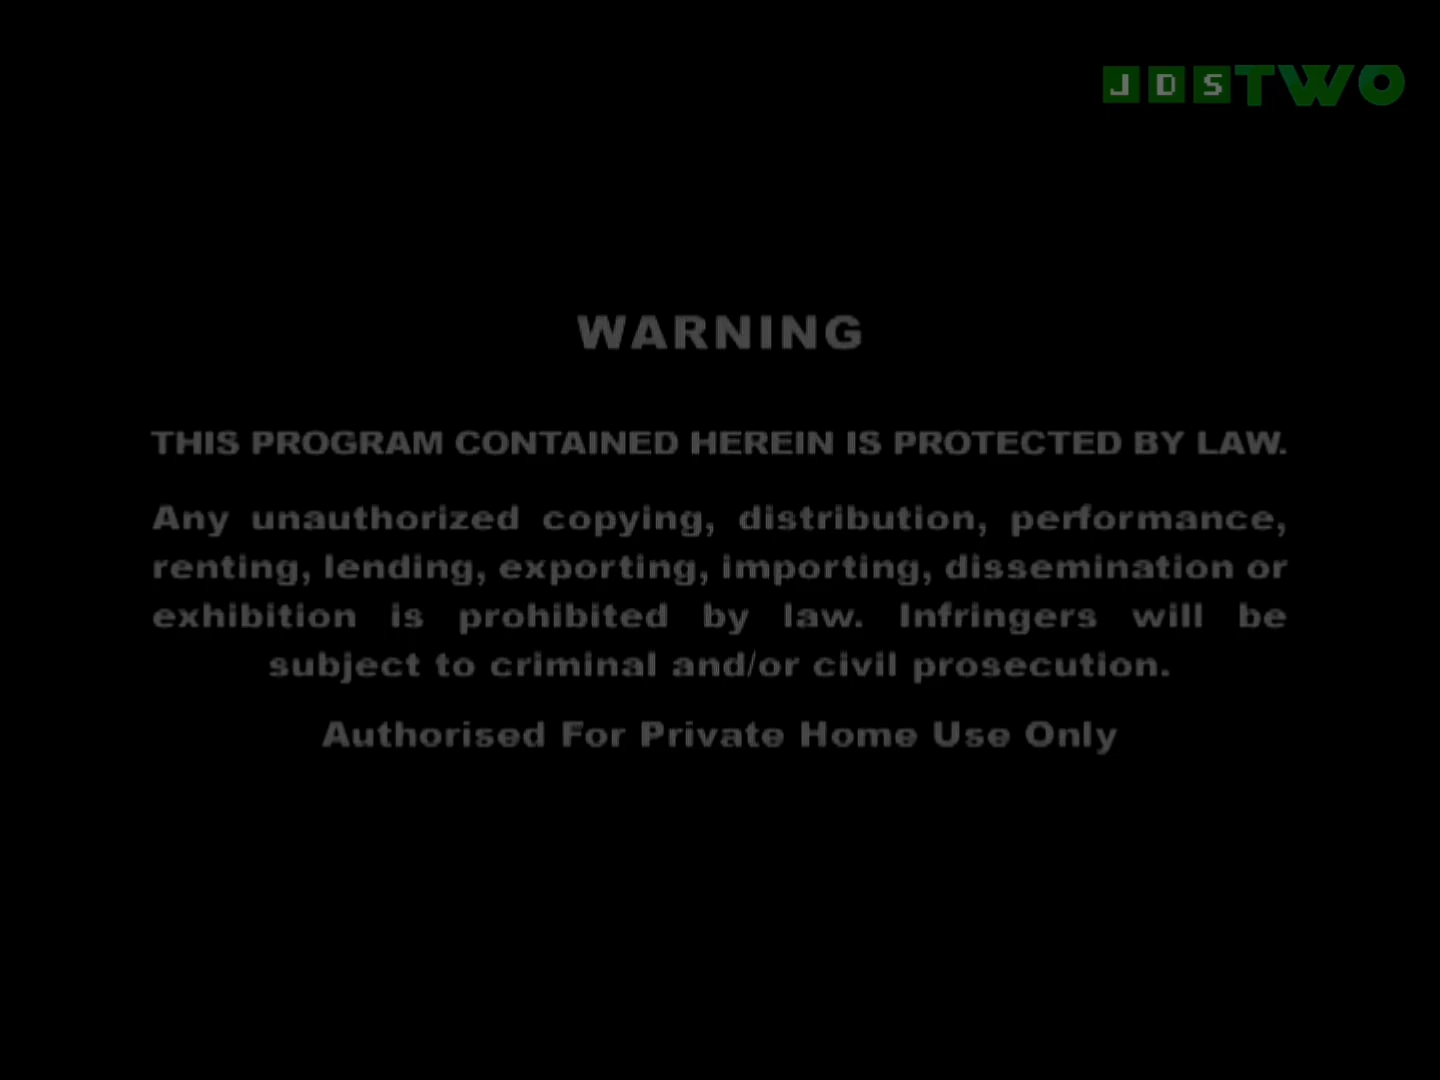 JDSTWO
WARNING
THIS PROGRAM CONTAINED HEREIN IS PROTECTED BY LAW.
Any unauthorized copying, distribution, performance,
renting, lending, exporting, importing, dissemination or
exhibition is prohibited by law. Infringers will be
subject to criminal and/or civil prosecution.
Authorised For Private Home Use Only